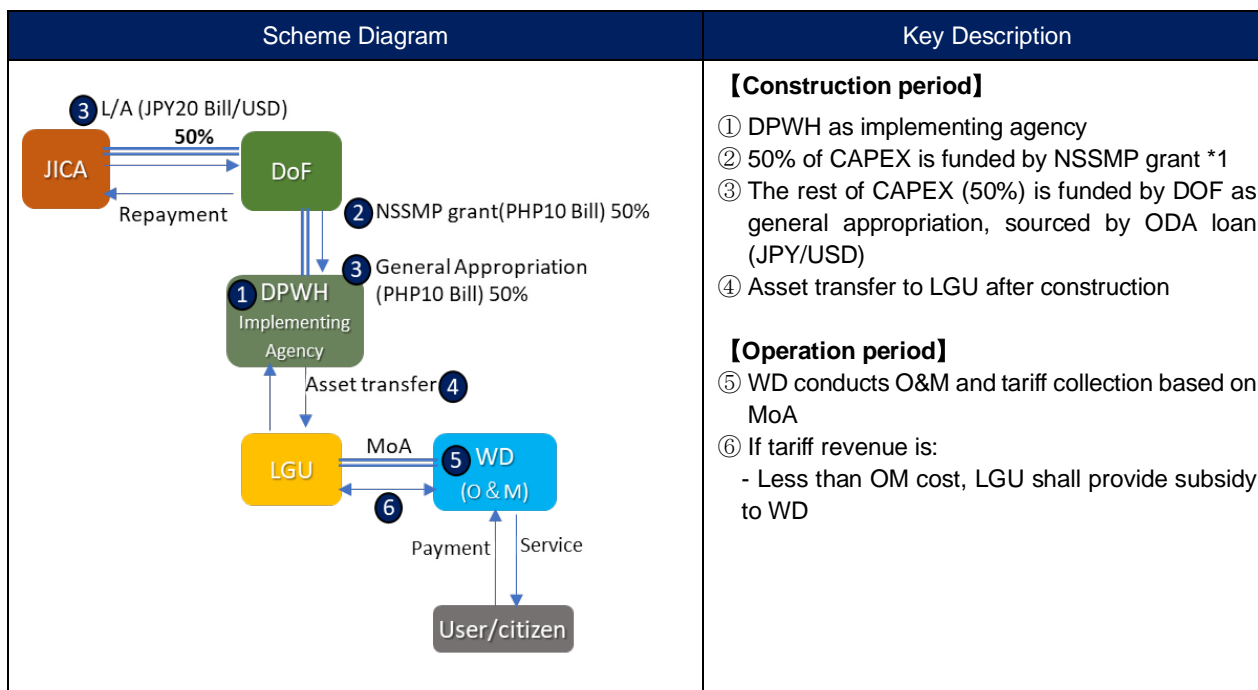 Scheme Diagram
Key Description
3 L/A (JPY20 Bill/USD)
50%
JICA
DoF
Repayment
2 NSSMP grant(PHP10 Bill) 50%
3 General Appropriation
(PHP10 Bill) 50%
1 DPWH
Implementing
Agency
Asset transfer 4
LGU
MoA
5 WD
(O & M)
6
Payment
Service
User/citizen
【Construction period】
① DPWH as implementing agency
② 50% of CAPEX is funded by NSSMP grant *1
③ The rest of CAPEX (50%) is funded by DOF as
general appropriation, sourced by ODA loan
(JPY/USD)
④ Asset transfer to LGU after construction
【Operation period】
⑤ WD conducts O&M and tariff collection based on
MoA
⑥ If tariff revenue is:
- Less than OM cost, LGU shall provide subsidy
to WD